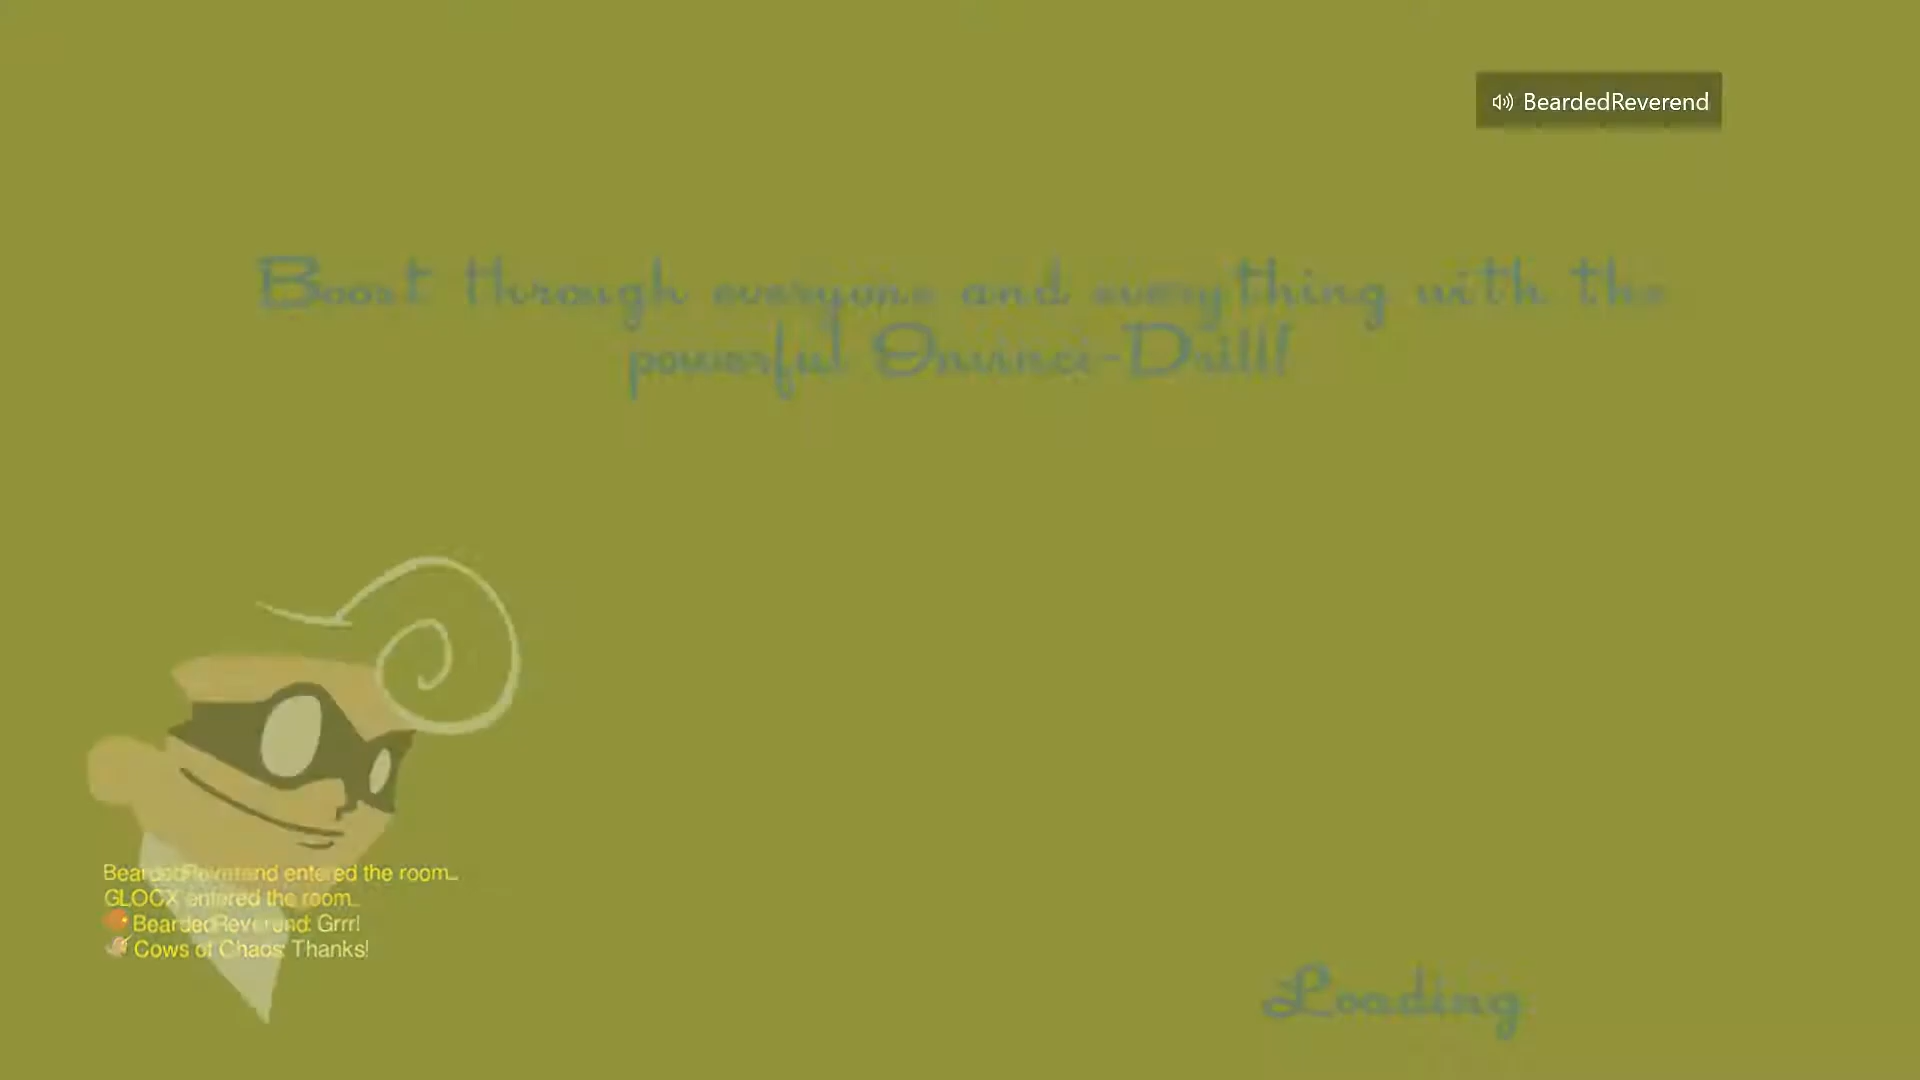 BeardedReverend
Boost through everyone and everything with the
powerful Invinci-Drill!
BeardedReverend entered the room...
GLOCX entered the room...
BeardedReverend: Grrr!
Cows of Chaos: Thanks!
Loading